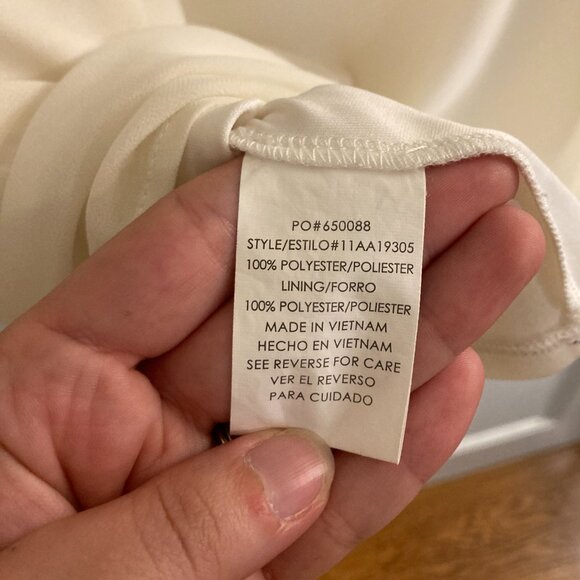 PO#650088
STYLE/ESTILO#11AA19305
100% POLYESTER/POLIESTER
LINING/FORRO
100% POLYESTER/POLIESTER
MADE IN VIETNAM
HECHO EN VIETNAM
SEE REVERSE FOR CARE
VER EL REVERSO
PARA CUIDADO